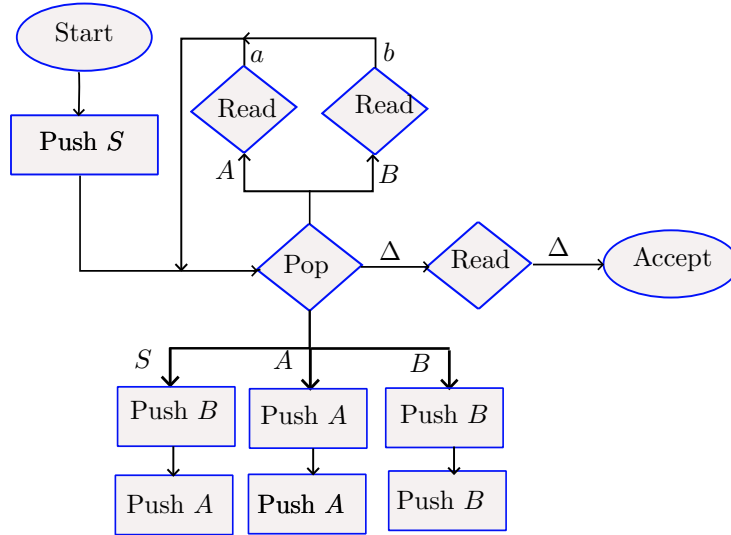 Start
a
b
Read
Read
Push S
A
B
Pop
Δ
Read
Δ
Accept
S
A
B
Push B
Push A
Push B
Push A
Push A
Push B